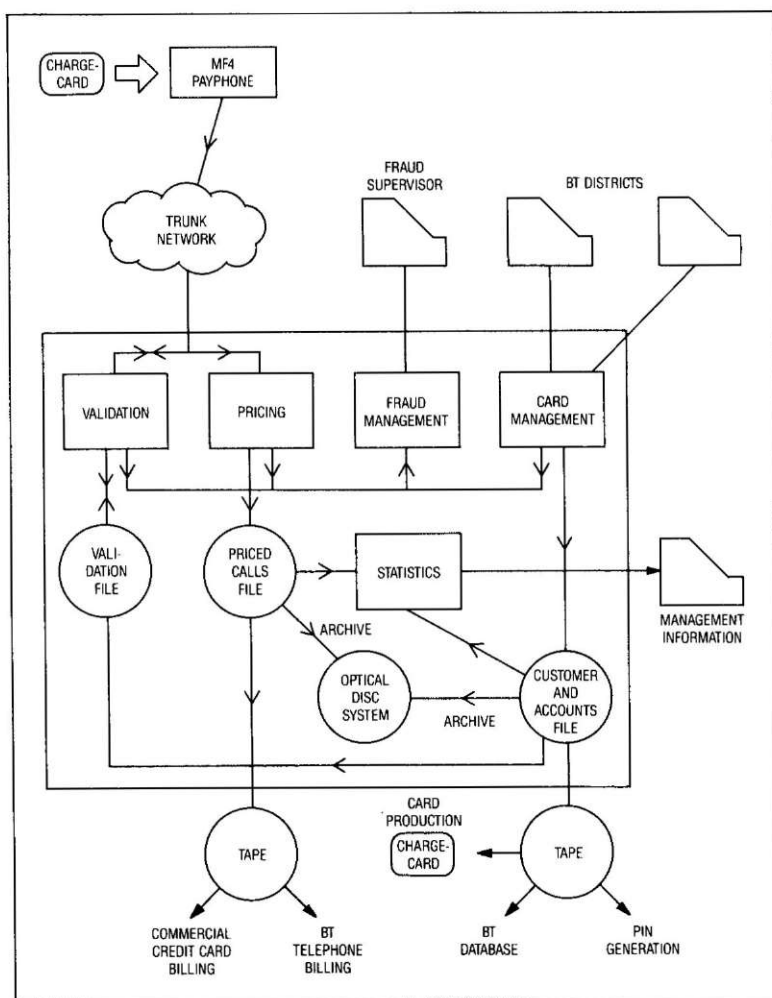 CHARGE-
CARD
MF4
PAYPHONE
TRUNK
NETWORK
FRAUD
SUPERVISOR
BT DISTRICTS
VALIDATION
PRICING
FRAUD
MANAGEMENT
CARD
MANAGEMENT
VALI-
DATION
FILE
PRICED
CALLS
FILE
STATISTICS
MANAGEMENT
INFORMATION
ARCHIVE
OPTICAL
DISC
SYSTEM
ARCHIVE
CUSTOMER
AND
ACCOUNTS
FILE
TAPE
CARD
PRODUCTION
CHARGE-
CARD
TAPE
COMMERCIAL
CREDIT CARD
BILLING
BT
TELEPHONE
BILLING
BT
DATABASE
PIN
GENERATION